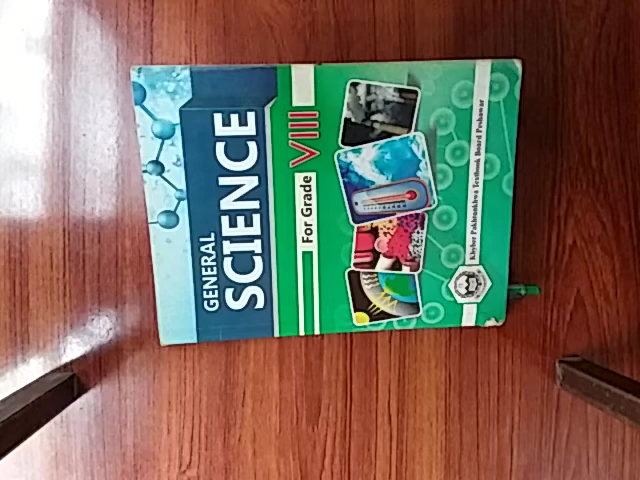 GENERAL
SCIENCE
For Grade VIII
Khyber Pakhtunkhwa Textbook Board Peshawar